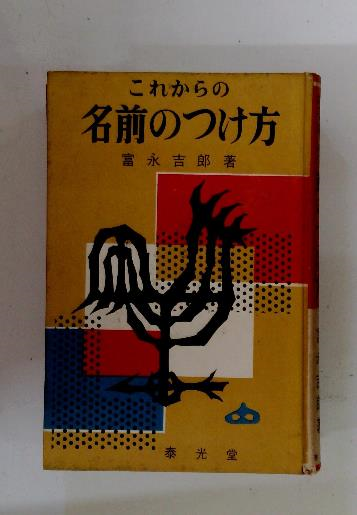 これからの
名前のつけ方
富永吉郎著
泰光堂